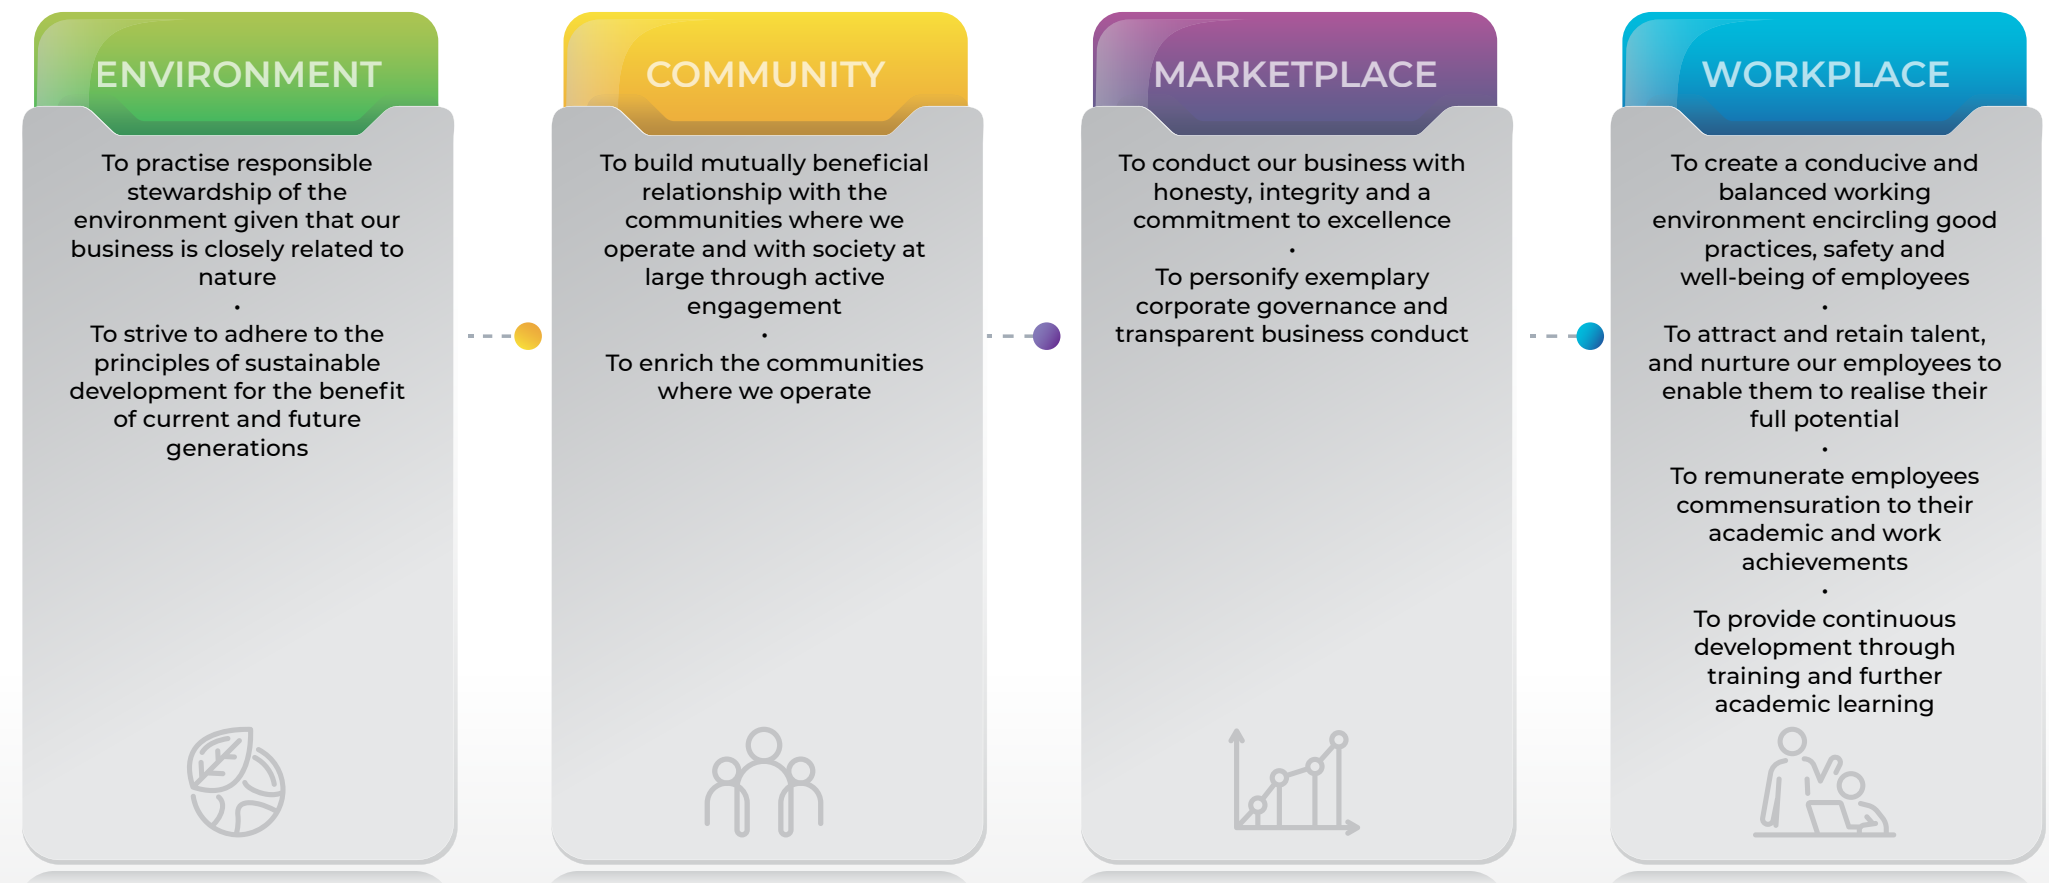 ENVIRONMENT
To practise responsible
stewardship of the
environment given that our
business is closely related to
nature
•
To strive to adhere to the
principles of sustainable
development for the benefit
of current and future
generations
COMMUNITY
To build mutually beneficial
relationship with the
communities where we
operate and with society at
large through active
engagement
•
To enrich the communities
where we operate
MARKETPLACE
To conduct our business with
honesty, integrity and a
commitment to excellence
•
To personify exemplary
corporate governance and
transparent business conduct
WORKPLACE
To create a conducive and
balanced working
environment encircling good
practices, safety and
well-being of employees
•
To attract and retain talent,
and nurture our employees to
enable them to realise their
full potential
•
To remunerate employees
commensuration to their
academic and work
achievements
•
To provide continuous
development through
training and further
academic learning